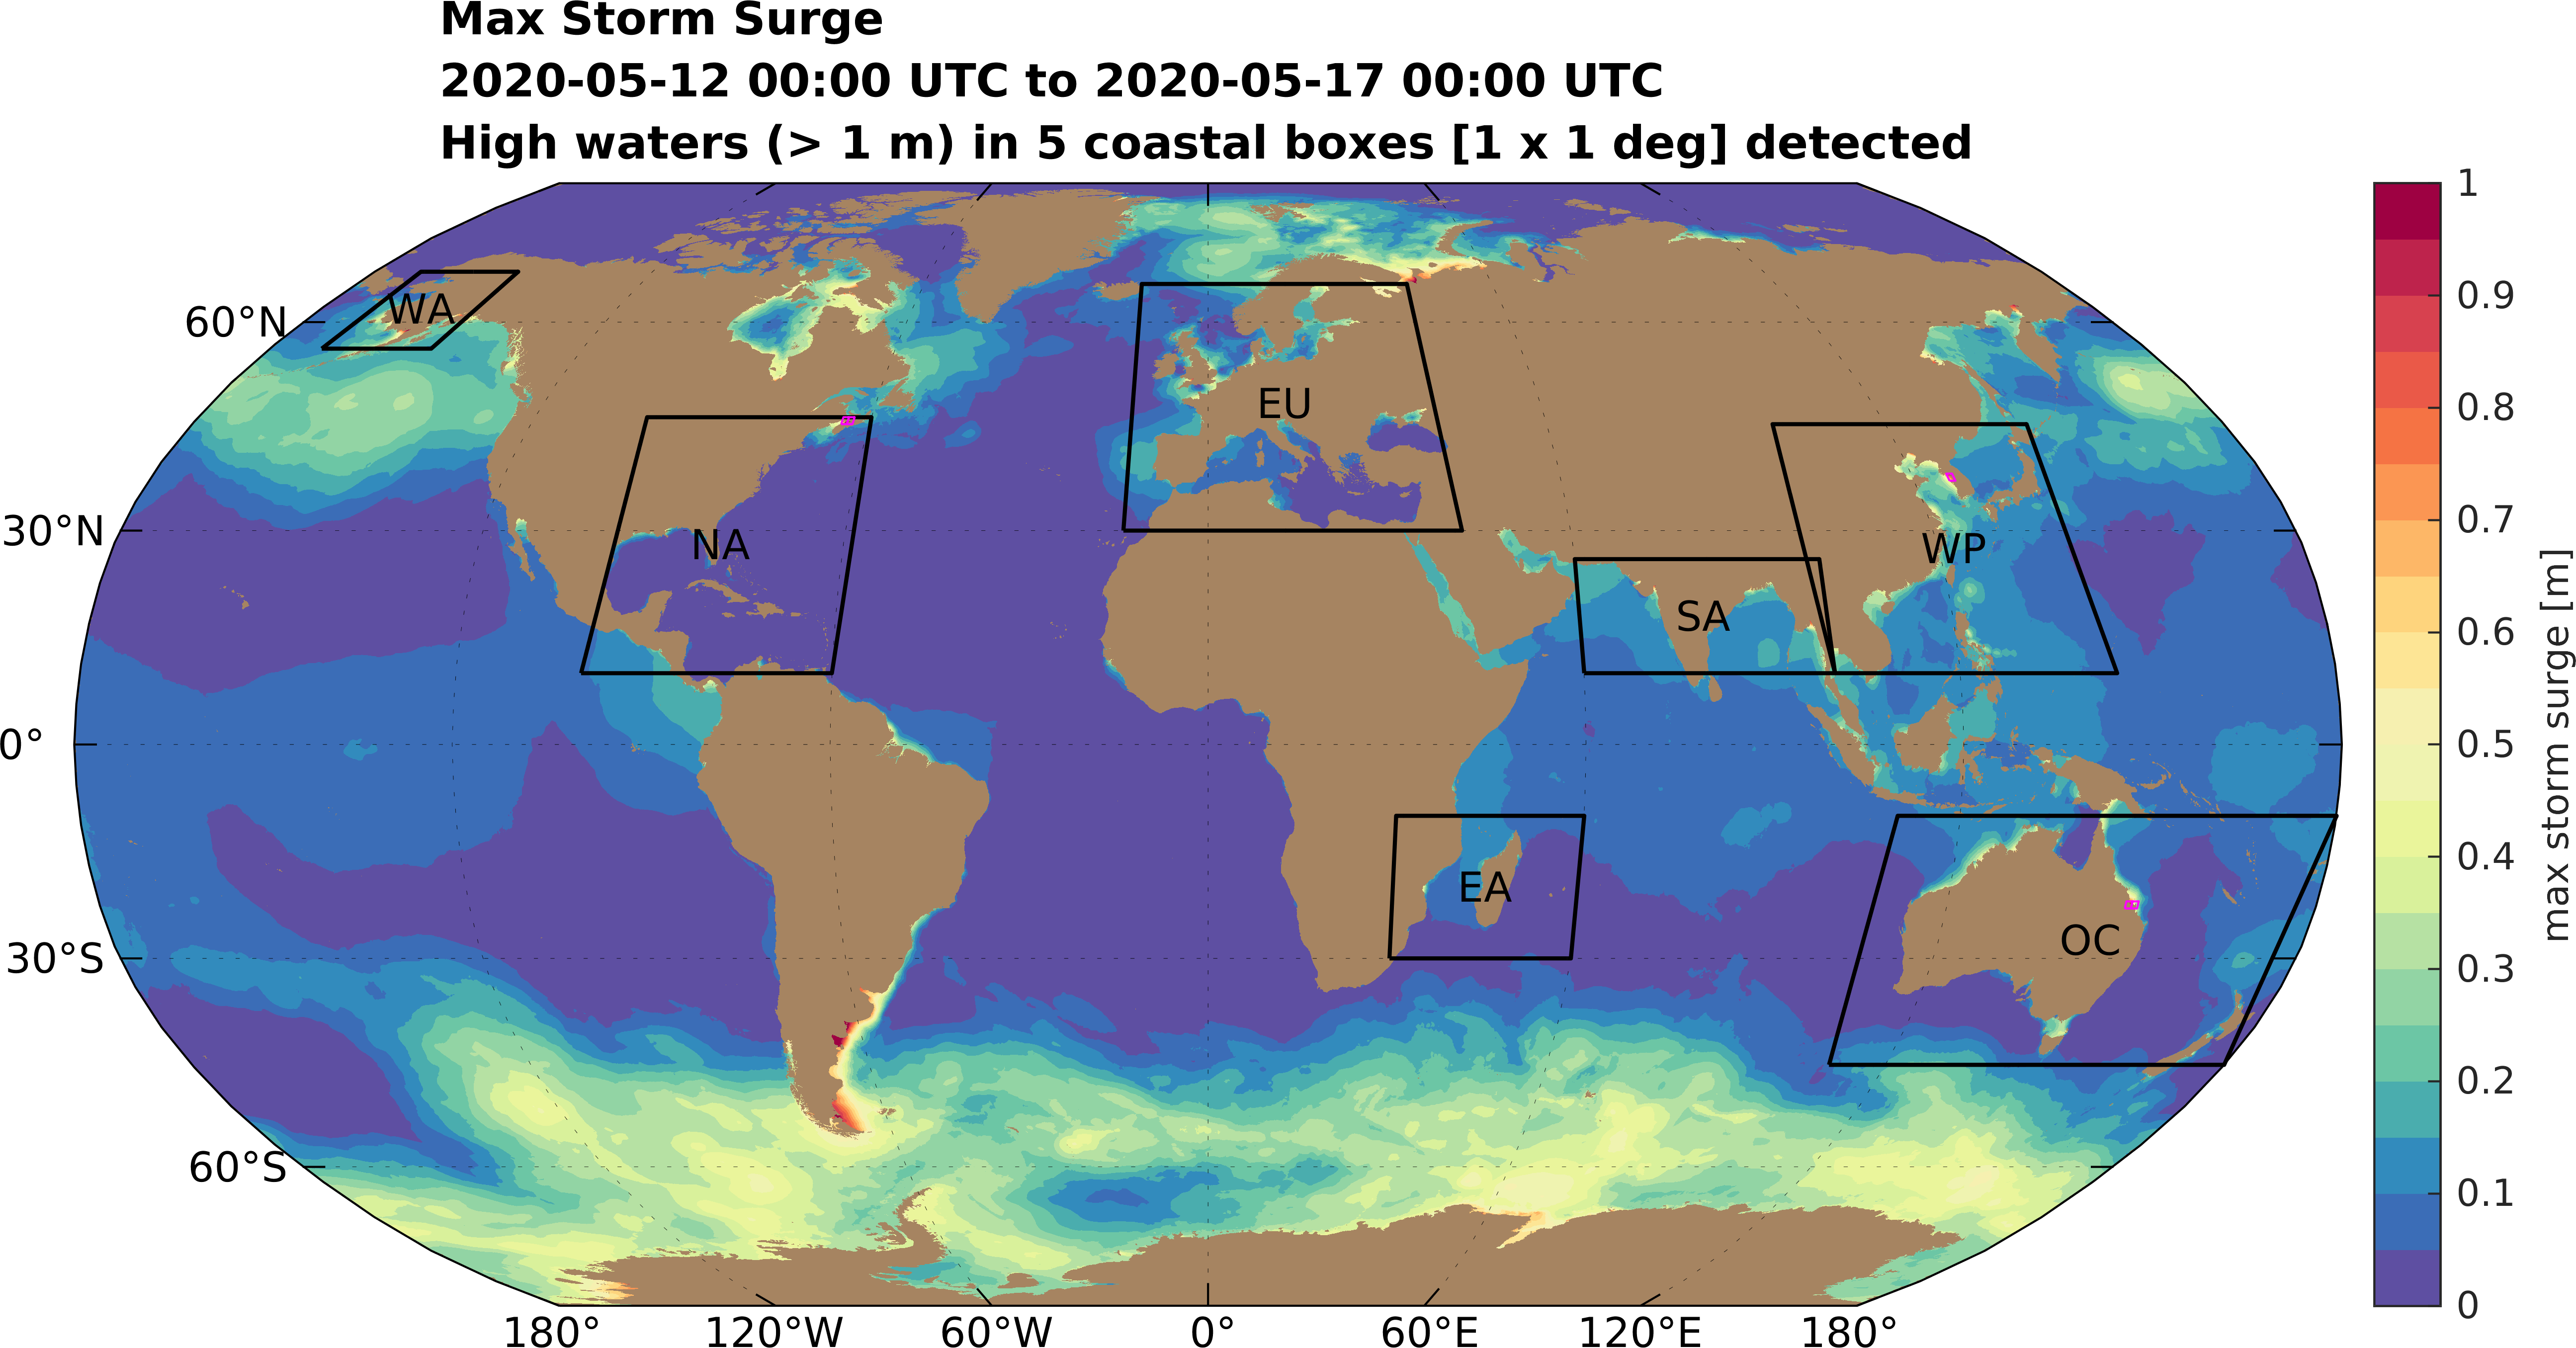 Max Storm Surge
2020-05-12 00:00 UTC to 2020-05-17 00:00 UTC
High waters (> 1 m) in 5 coastal boxes [1 x 1 deg] detected
60°N
30°N
0°
30°S
60°S
180°
120°W
60°W
0°
60°E
120°E
180°
WA
NA
EU
SA
WP
EA
OC
1
0.9
0.8
0.7
0.6
0.5
0.4
0.3
0.2
0.1
0
max storm surge [m]